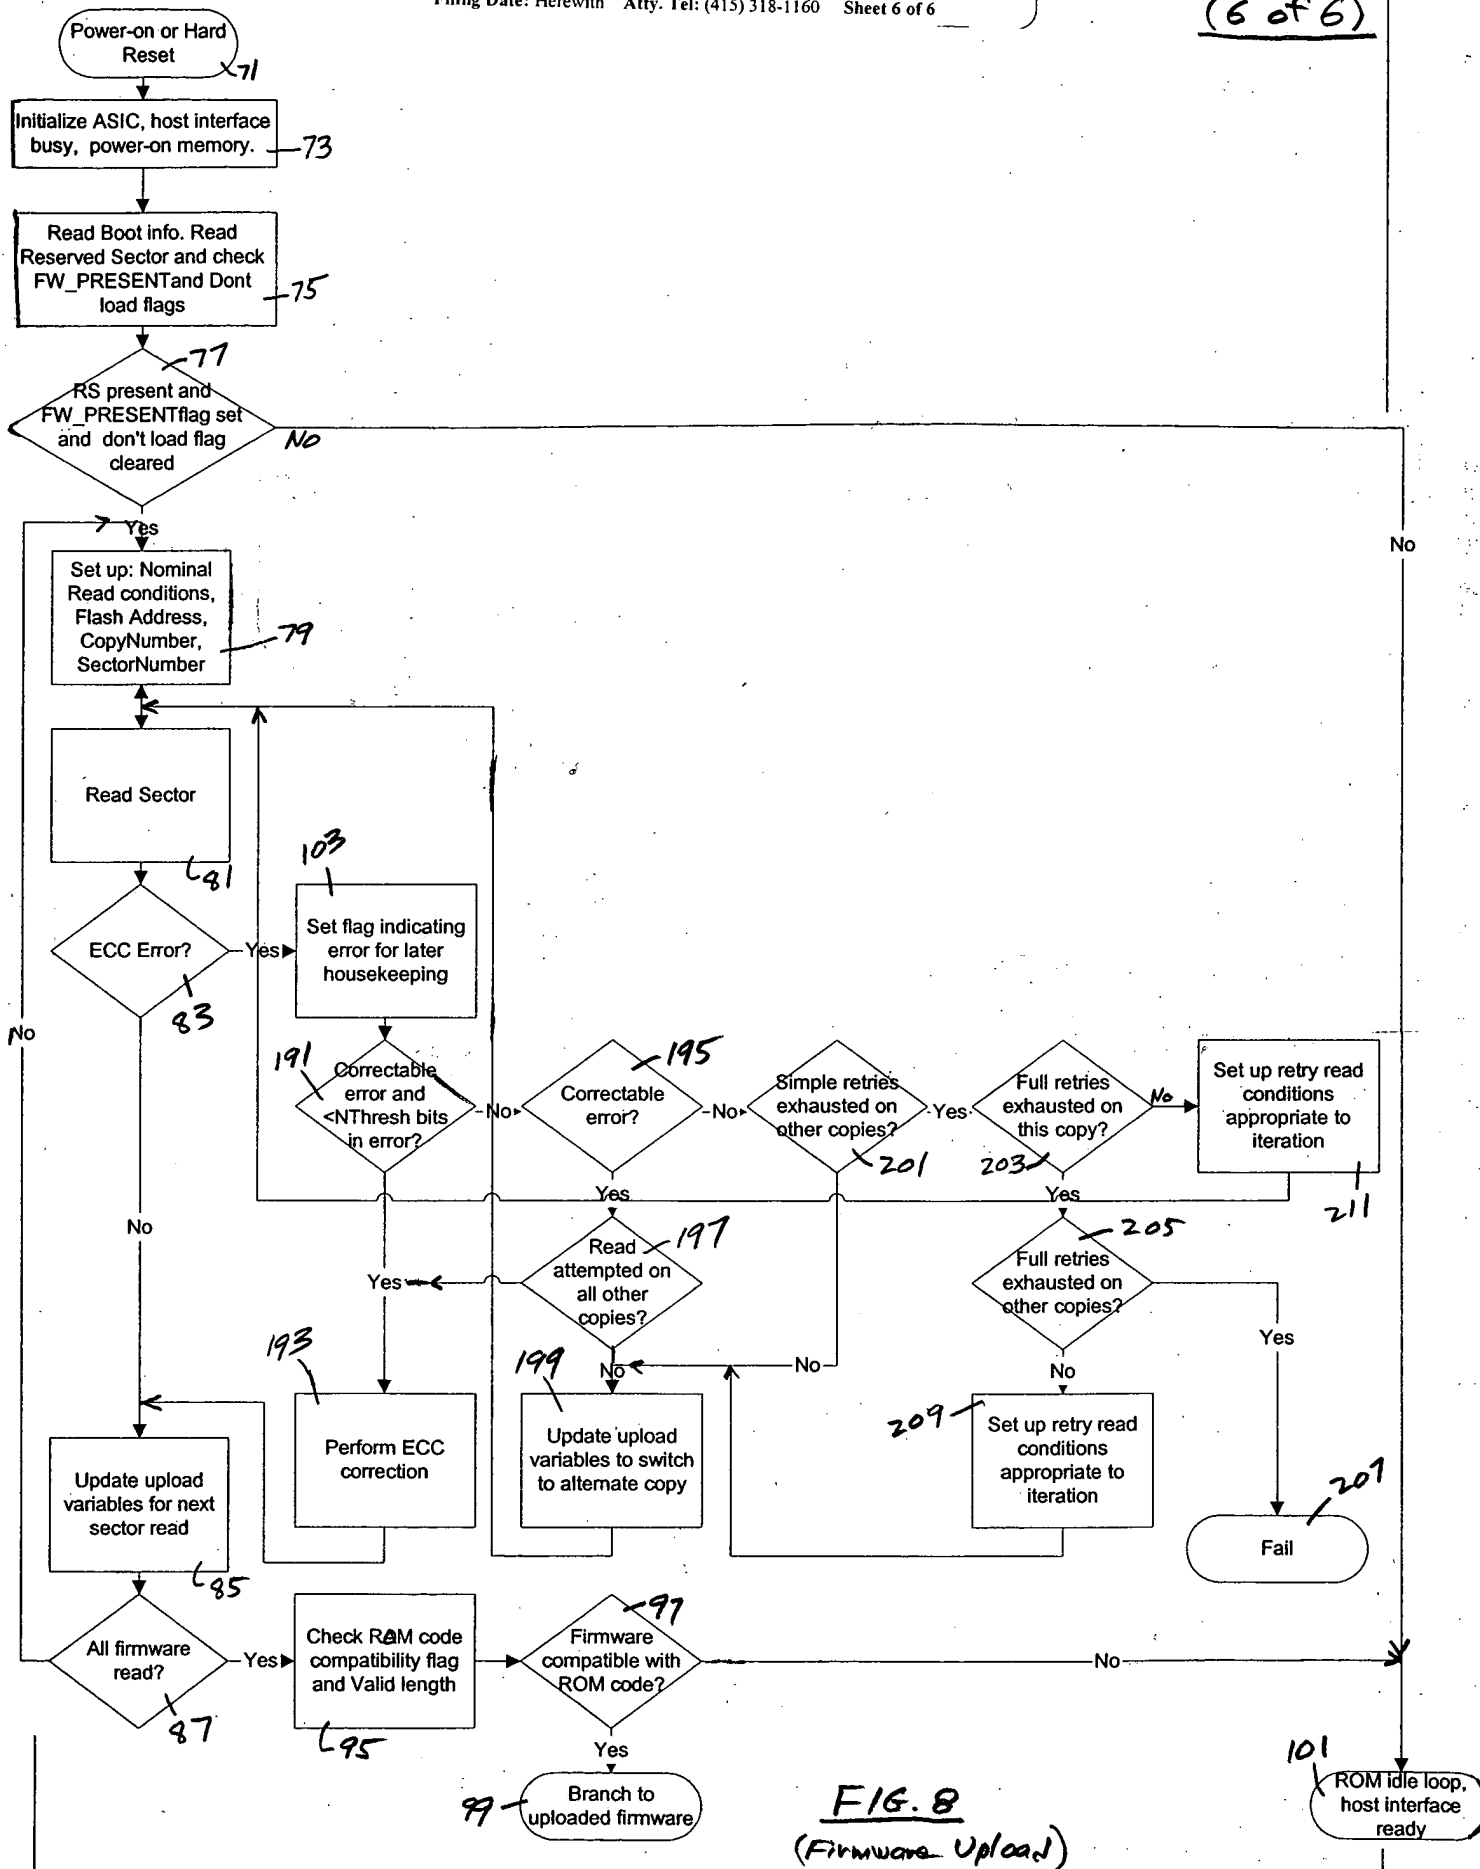 Filing Date: Herewith Atty. Tel: (415) 318-1160 Sheet 6 of 6
(6 of 6)
Power-on or Hard
Reset
71
Initialize ASIC, host interface
busy, power-on memory.
73
Read Boot info. Read
Reserved Sector and check
FW_PRESENTand Dont
load flags
75
77
RS present and
FW_PRESENTflag set
and don't load flag
cleared
NO
No
Yes
Set up: Nominal
Read conditions,
Flash Address,
CopyNumber,
SectorNumber
79
Read Sector
81
103
ECC Error?
Yes
83
Set flag indicating
error for later
housekeeping
No
191
Correctable
error and
<NThresh bits
in error?
No
195
Correctable
error?
No
Simple retries
exhausted on
other copies?
201
Yes
Full retries
exhausted on
this copy?
203
No
Set up retry read
conditions
appropriate to
iteration
211
Yes
Yes
No
Yes
Read
attempted on
all other
copies?
197
205
Full retries
exhausted on
other copies?
Yes
193
199
No
No
No
Perform ECC
correction
Update upload
variables to switch
to alternate copy
209
Set up retry read
conditions
appropriate to
iteration
207
Fail
Update upload
variables for next
sector read
85
All firmware
read?
87
Yes
Check RAM code
compatibility flag
and Valid length
95
97
Firmware
compatible with
ROM code?
No
Yes
99
Branch to
uploaded firmware
101
ROM idle loop,
host interface
ready
FIG. 8
(Firmware Upload)